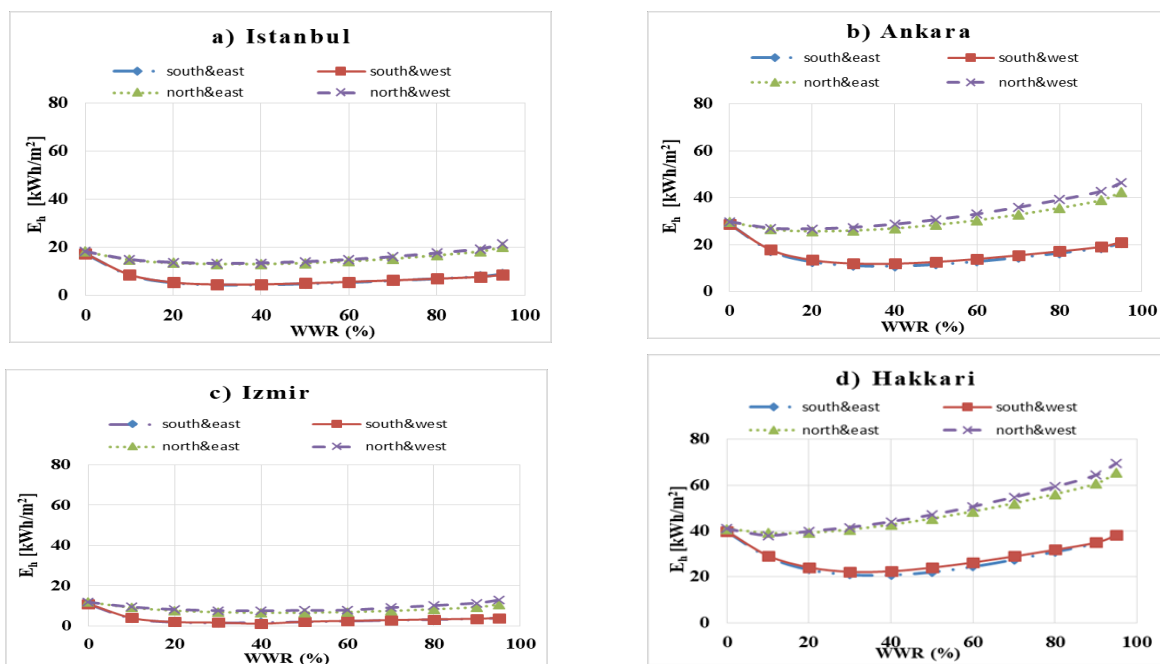 a) Istanbul
south&east south&west
north&east north&west
80
60
40
20
0
E_h [kWh/m²]
0 20 40 60 80 100
WWR (%)
b) Ankara
south&east south&west
north&east north&west
80
60
40
20
0
E_h [kWh/m²]
0 20 40 60 80 100
WWR (%)
c) Izmir
south&east south&west
north&east north&west
80
60
40
20
0
E_h [kWh/m²]
0 20 40 60 80 100
WWR (%)
d) Hakkari
south&east south&west
north&east north&west
80
60
40
20
0
E_h [kWh/m²]
0 20 40 60 80 100
WWR (%)